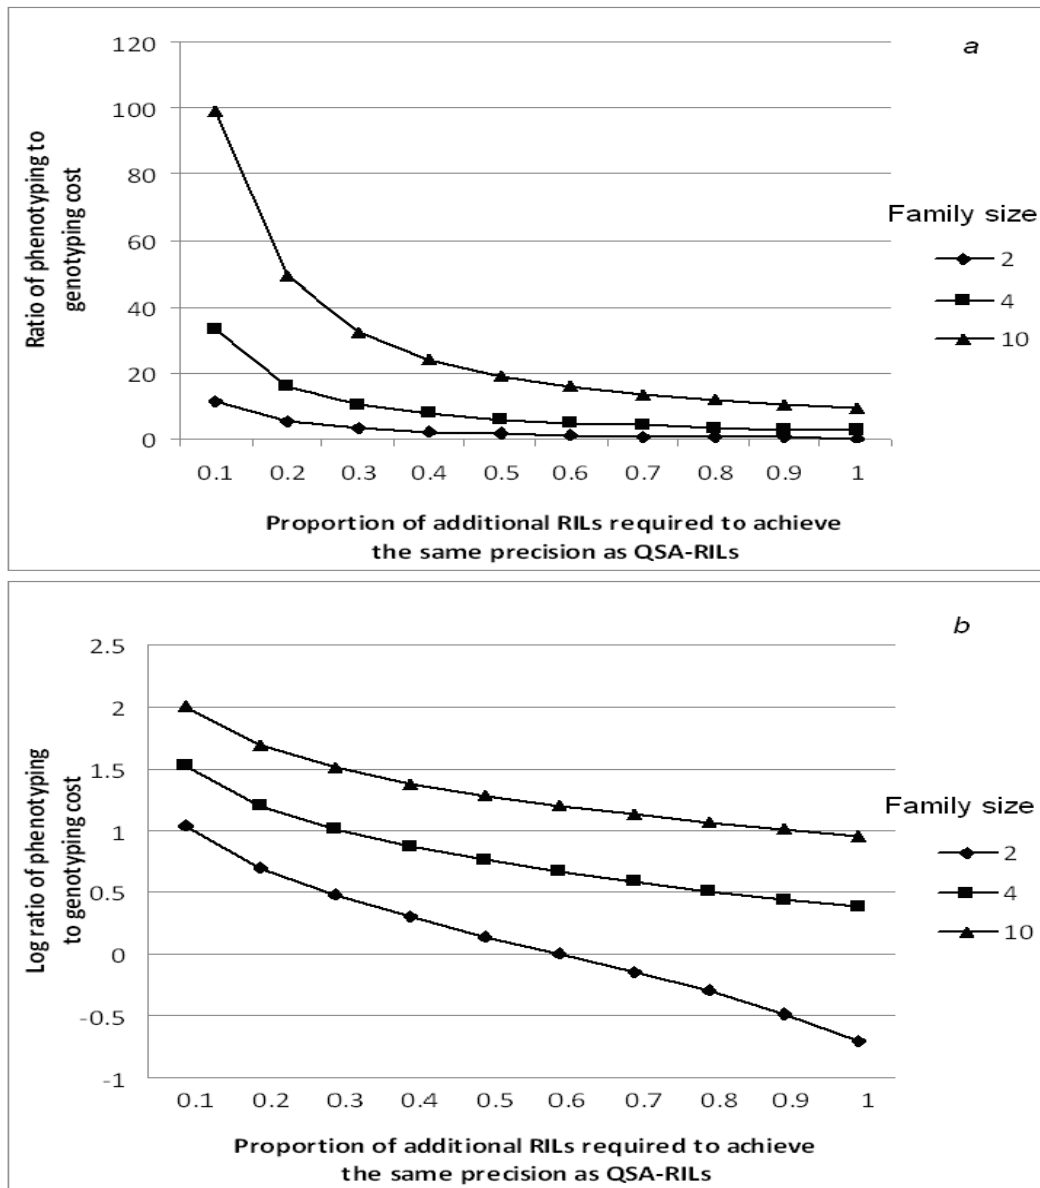 a
120
100
80
60
40
20
0
Ratio of phenotyping to
genotyping cost
Family size
2
4
10
0.1 0.2 0.3 0.4 0.5 0.6 0.7 0.8 0.9 1
Proportion of additional RILs required to achieve
the same precision as QSA-RILs
b
2.5
2
1.5
1
0.5
0
-0.5
-1
Log ratio of phenotyping
to genotyping cost
Family size
2
4
10
0.1 0.2 0.3 0.4 0.5 0.6 0.7 0.8 0.9 1
Proportion of additional RILs required to achieve
the same precision as QSA-RILs